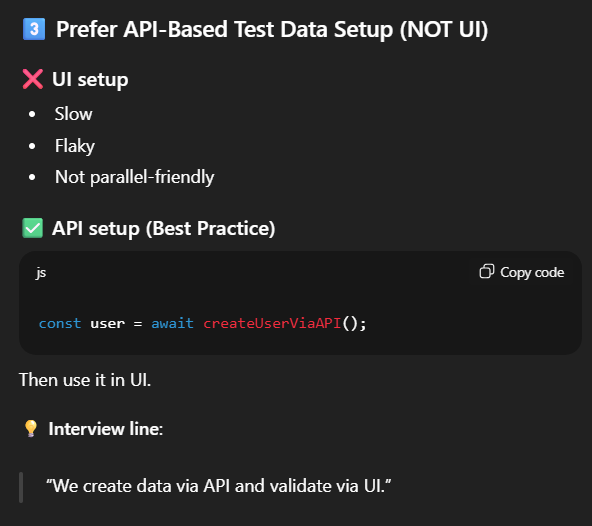 3 Prefer API-Based Test Data Setup (NOT UI)
❌ UI setup
• Slow
• Flaky
• Not parallel-friendly
✅ API setup (Best Practice)
js Copy code
const user = await createUserViaAPI();
Then use it in UI.
💡 Interview line:
“We create data via API and validate via UI.”